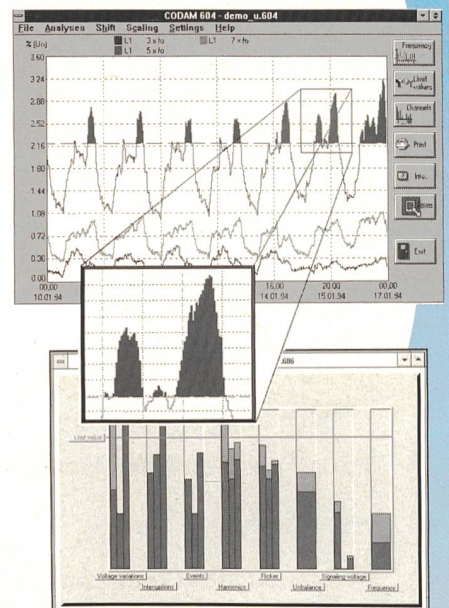 CODAM 604 - demo_u.604
File Analyses Shift Scaling Settings Help
% [Un] L1 3 x fo L1 7 x fo
L1 5 x fo
3.60
3.24
2.88
2.52
2.16
1.80
1.44
1.08
0.72
0.36
0.00
00,00 16,00 20.00 00,00
10.01.94 14.01.94 15.01.94 17.01.94
Frequency
Limit values
Channels
Print
Info..
Exit
.686
Limit value
Voltage variations Events Flicker Signaling voltage
Interruptions Harmonics Unbalance Frequency